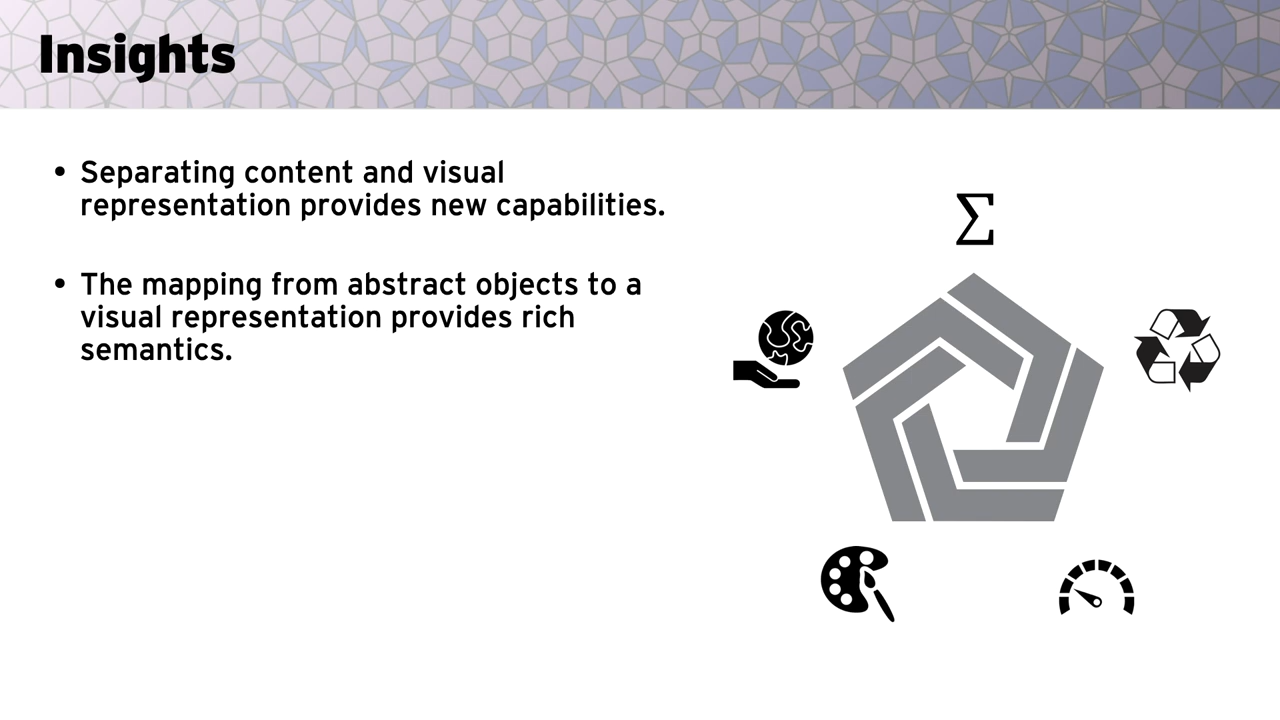 Insights
• Separating content and visual
representation provides new capabilities.
• The mapping from abstract objects to a
visual representation provides rich
semantics.
Σ